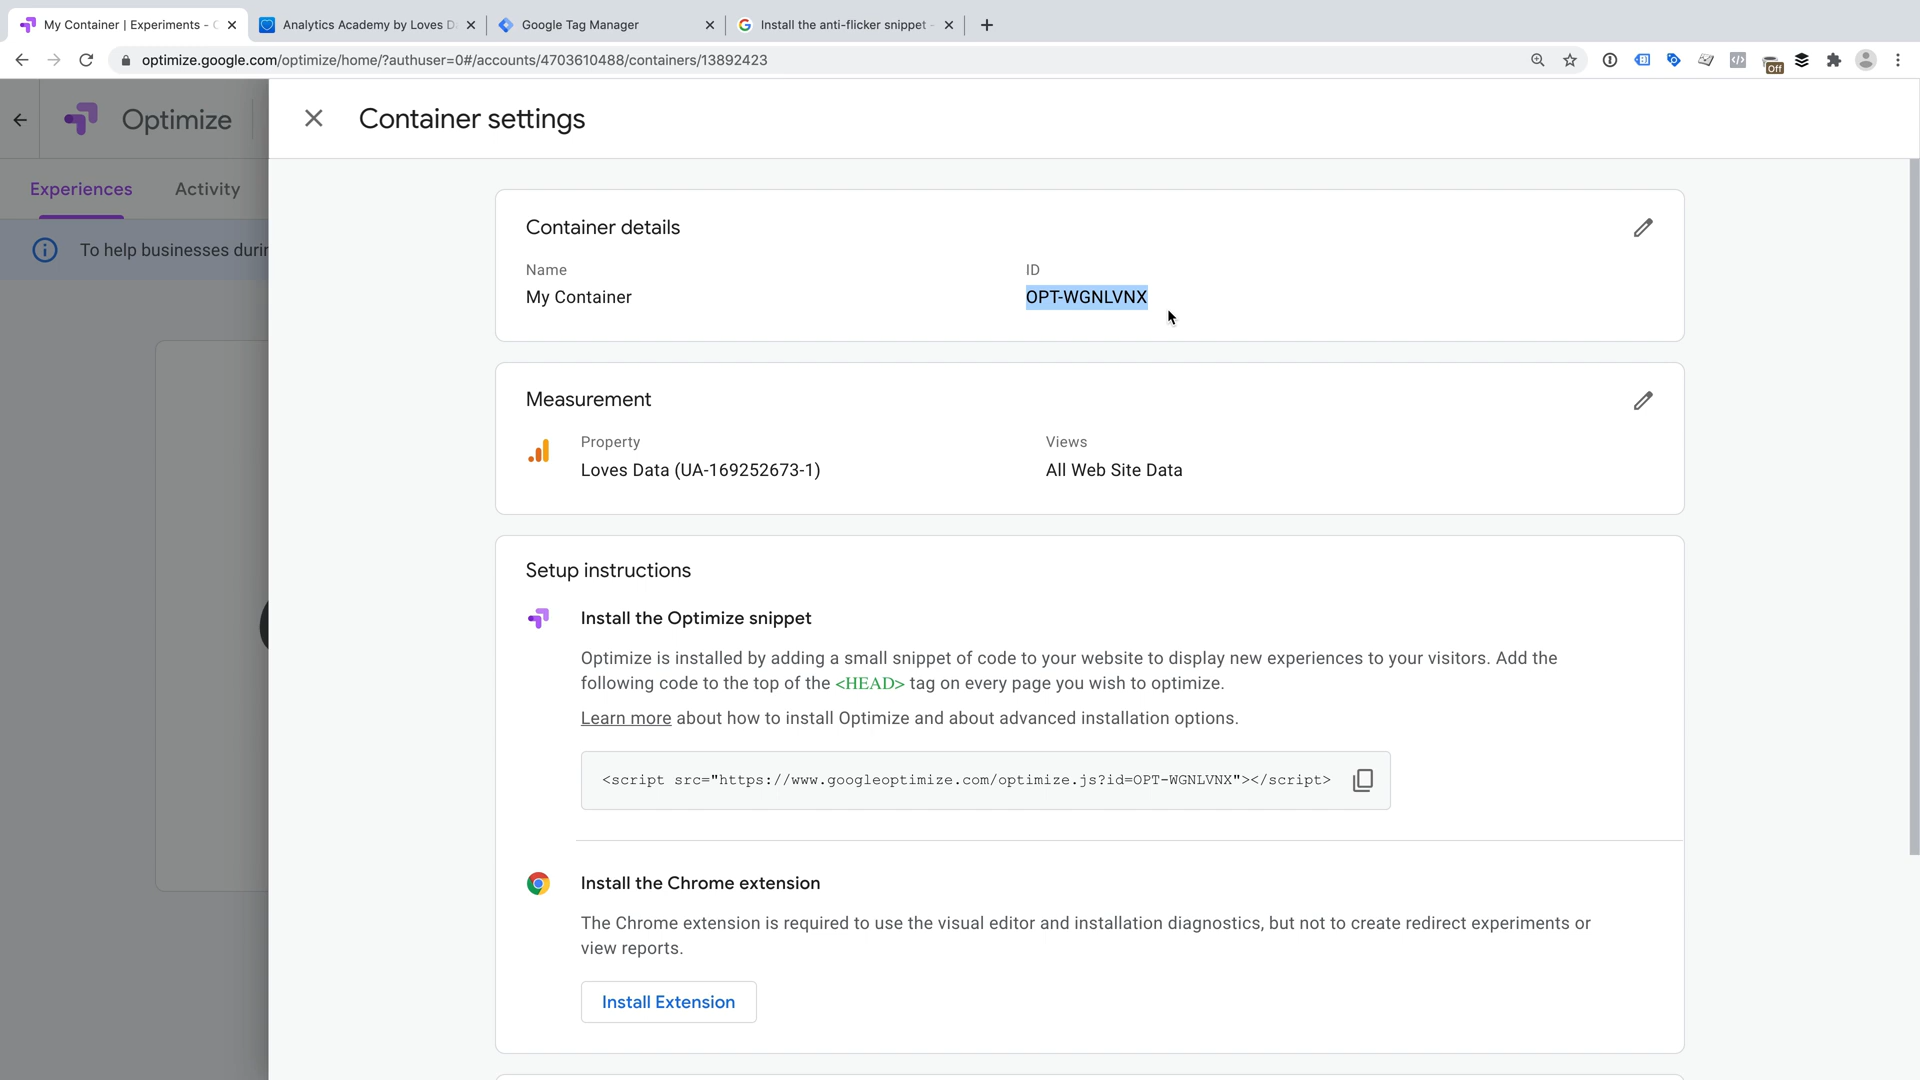 My Container | Experiments -
Analytics Academy by Loves D
Google Tag Manager
Install the anti-flicker snippet -
optimize.google.com/optimize/home/?authuser=0#/accounts/4703610488/containers/13892423
Off
Optimize
Container settings
Experiences
Activity
To help businesses durin
Container details
Name
ID
My Container
OPT-WGNLVNX
Measurement
Property
Views
Loves Data (UA-169252673-1)
All Web Site Data
Setup instructions
Install the Optimize snippet
Optimize is installed by adding a small snippet of code to your website to display new experiences to your visitors. Add the
following code to the top of the <HEAD> tag on every page you wish to optimize.
Learn more about how to install Optimize and about advanced installation options.
<script src="https://www.googleoptimize.com/optimize.js?id=OPT-WGNLVNX"></script>
Install the Chrome extension
The Chrome extension is required to use the visual editor and installation diagnostics, but not to create redirect experiments or
view reports.
Install Extension